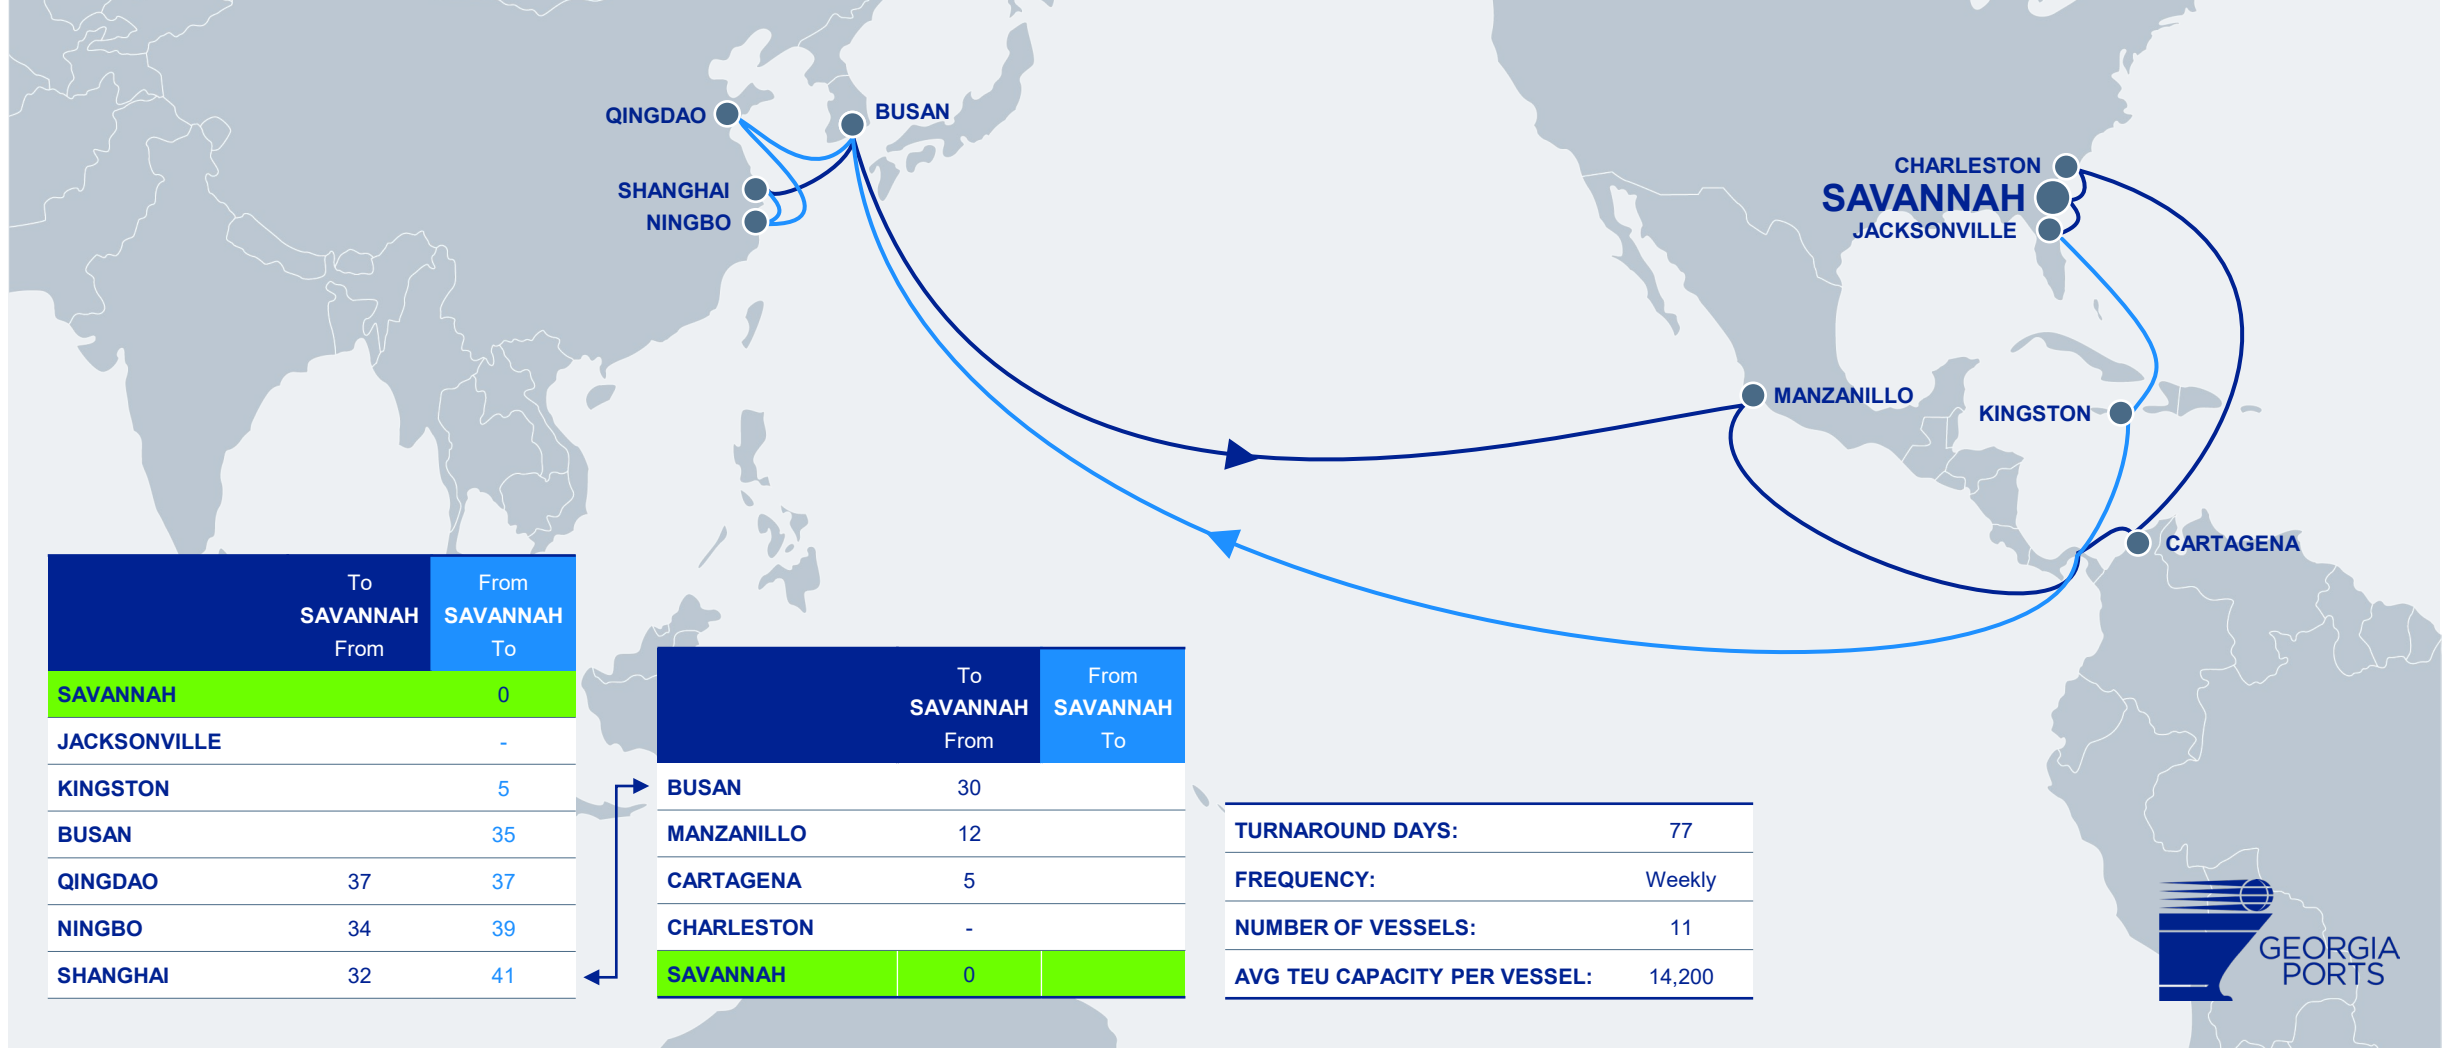 QINGDAO
BUSAN
SHANGHAI
NINGBO
CHARLESTON
SAVANNAH
JACKSONVILLE
MANZANILLO
KINGSTON
CARTAGENA
To SAVANNAH From
From SAVANNAH To
SAVANNAH 0
JACKSONVILLE -
KINGSTON 5
BUSAN 35
QINGDAO 37 37
NINGBO 34 39
SHANGHAI 32 41
To SAVANNAH From
From SAVANNAH To
BUSAN 30
MANZANILLO 12
CARTAGENA 5
CHARLESTON -
SAVANNAH 0
TURNAROUND DAYS: 77
FREQUENCY: Weekly
NUMBER OF VESSELS: 11
AVG TEU CAPACITY PER VESSEL: 14,200
GEORGIA
PORTS